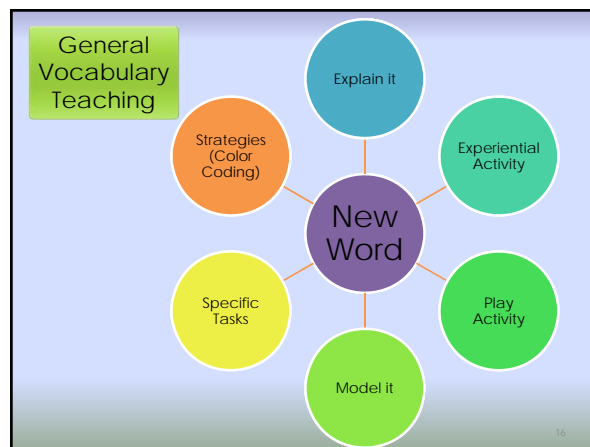 General
Vocabulary
Teaching
Explain it
Experiential
Activity
Play
Activity
Model it
Specific
Tasks
Strategies
(Color
Coding)
New
Word
16